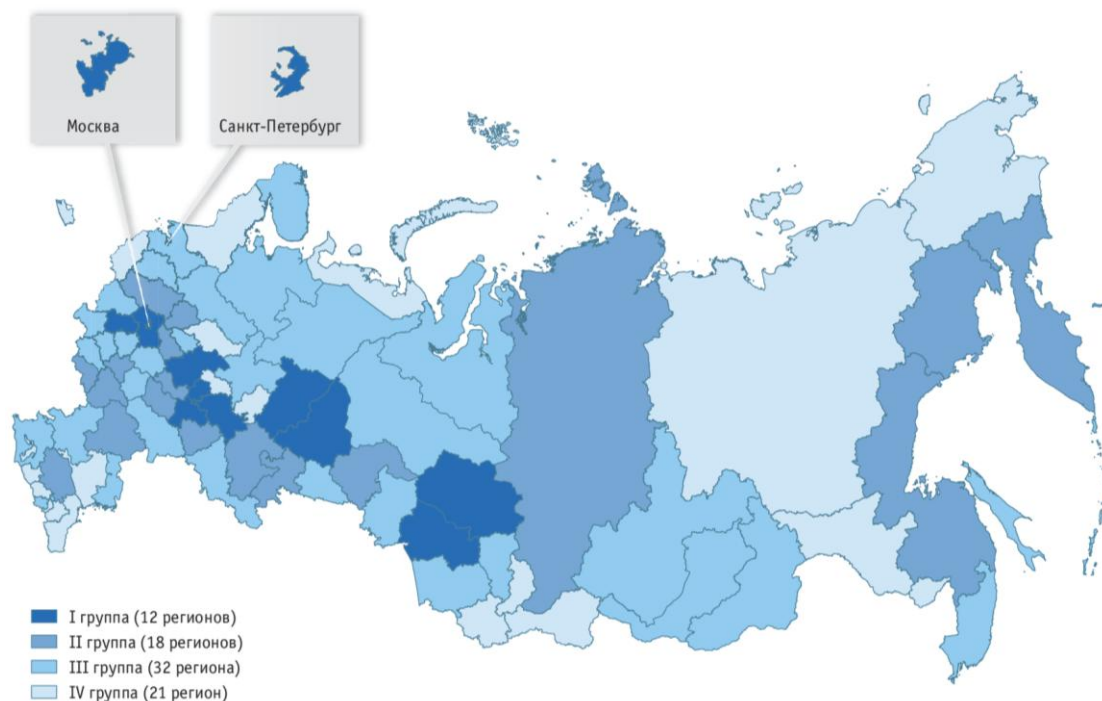 Москва
Санкт-Петербург
I группа (12 регионов)
II группа (18 регионов)
III группа (32 региона)
IV группа (21 регион)